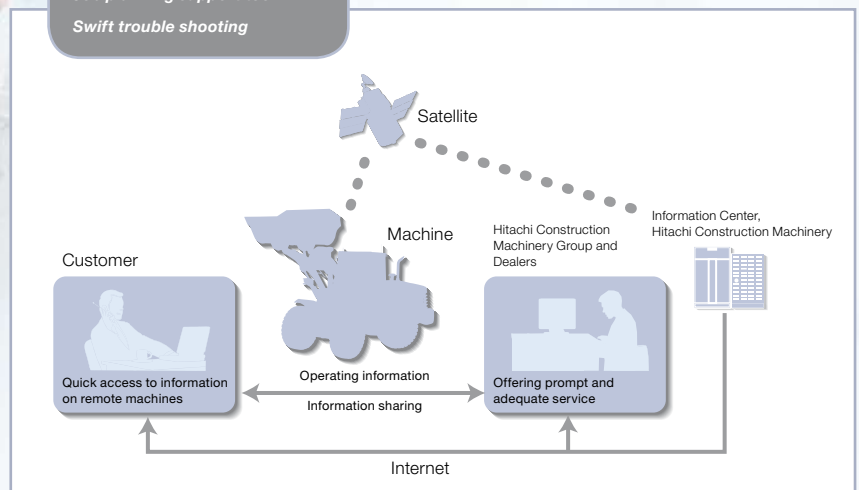 Swift trouble shooting
Satellite
Machine
Hitachi Construction
Machinery Group and
Dealers
Information Center,
Hitachi Construction Machinery
Customer
Quick access to information
on remote machines
Operating information
Information sharing
Offering prompt and
adequate service
Internet